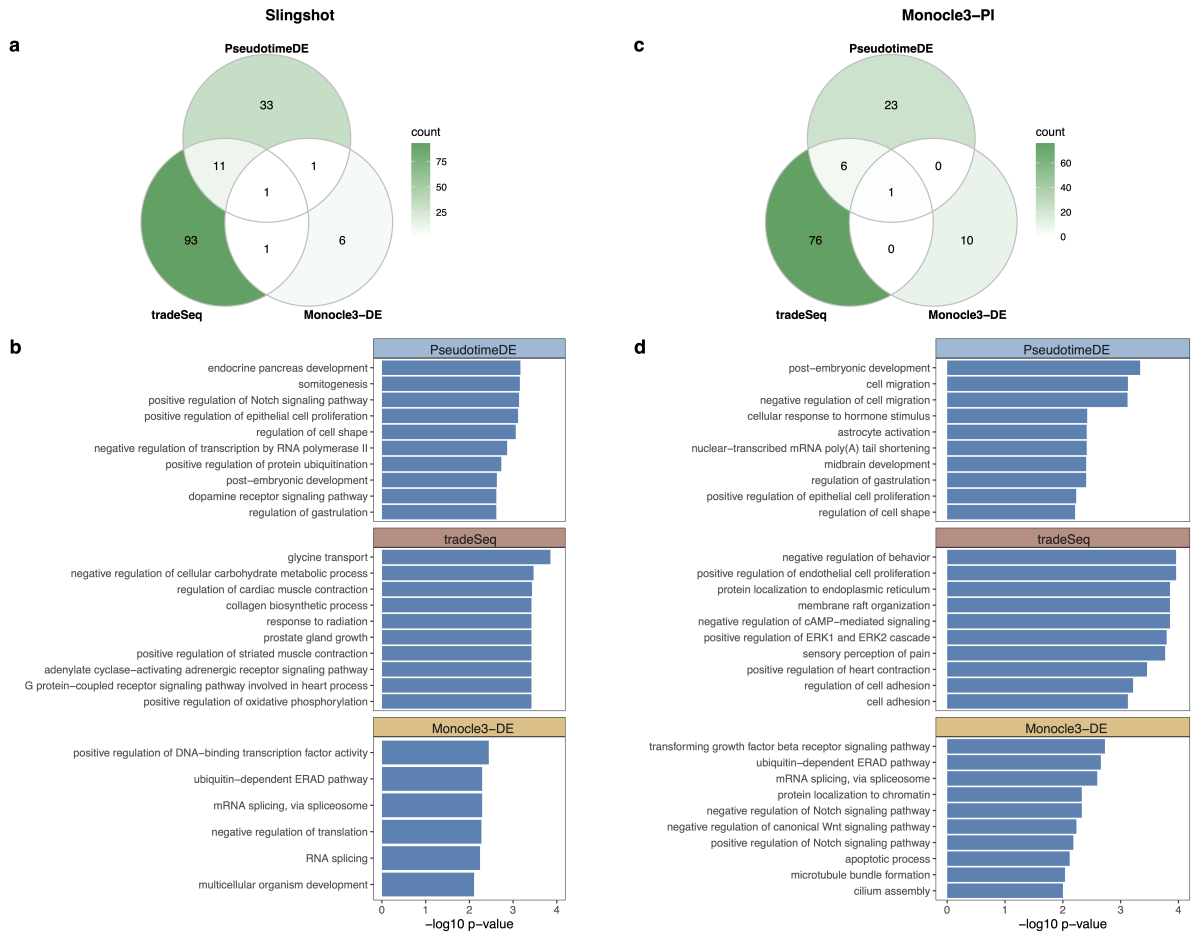 Slingshot
a
PseudotimeDE
33
11
1
1
93
1
6
tradeSeq
Monocle3−DE
count
75
50
25
b
PseudotimeDE
endocrine pancreas development
somitogenesis
positive regulation of Notch signaling pathway
positive regulation of epithelial cell proliferation
regulation of cell shape
negative regulation of transcription by RNA polymerase II
positive regulation of protein ubiquitination
post−embryonic development
dopamine receptor signaling pathway
regulation of gastrulation
tradeSeq
glycine transport
negative regulation of cellular carbohydrate metabolic process
regulation of cardiac muscle contraction
collagen biosynthetic process
response to radiation
prostate gland growth
positive regulation of striated muscle contraction
adenylate cyclase−activating adrenergic receptor signaling pathway
G protein−coupled receptor signaling pathway involved in heart process
positive regulation of oxidative phosphorylation
Monocle3−DE
positive regulation of DNA−binding transcription factor activity
ubiquitin−dependent ERAD pathway
mRNA splicing, via spliceosome
negative regulation of translation
RNA splicing
multicellular organism development
0 1 2 3 4
−log10 p−value
Monocle3−PI
c
PseudotimeDE
23
6
0
1
76
0
10
tradeSeq
Monocle3−DE
count
60
40
20
0
d
PseudotimeDE
post−embryonic development
cell migration
negative regulation of cell migration
cellular response to hormone stimulus
astrocyte activation
nuclear−transcribed mRNA poly(A) tail shortening
midbrain development
regulation of gastrulation
positive regulation of epithelial cell proliferation
regulation of cell shape
tradeSeq
negative regulation of behavior
positive regulation of endothelial cell proliferation
protein localization to endoplasmic reticulum
membrane raft organization
negative regulation of cAMP−mediated signaling
positive regulation of ERK1 and ERK2 cascade
sensory perception of pain
positive regulation of heart contraction
regulation of cell adhesion
cell adhesion
Monocle3−DE
transforming growth factor beta receptor signaling pathway
ubiquitin−dependent ERAD pathway
mRNA splicing, via spliceosome
protein localization to chromatin
negative regulation of Notch signaling pathway
negative regulation of canonical Wnt signaling pathway
positive regulation of Notch signaling pathway
apoptotic process
microtubule bundle formation
cilium assembly
0 1 2 3 4
−log10 p−value